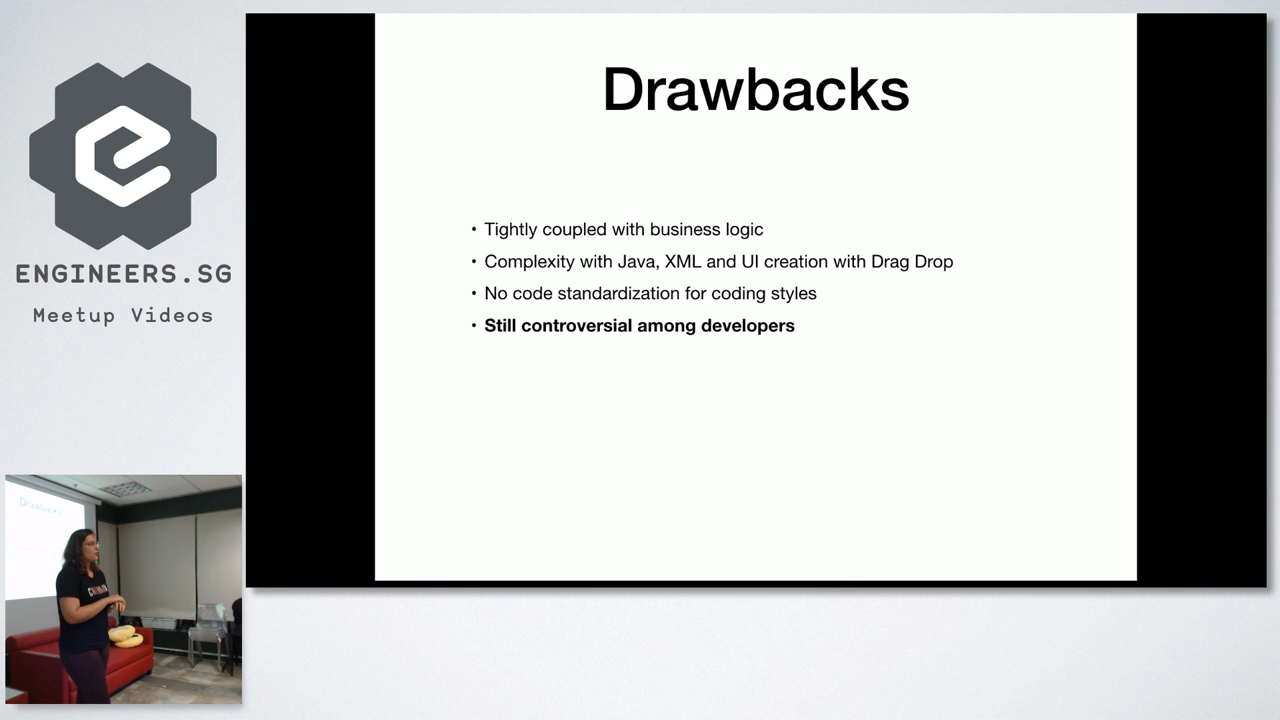 ENGINEERS.SG
Meetup Videos
Drawbacks
• Tightly coupled with business logic
• Complexity with Java, XML and UI creation with Drag Drop
• No code standardization for coding styles
• Still controversial among developers
Drawbacks